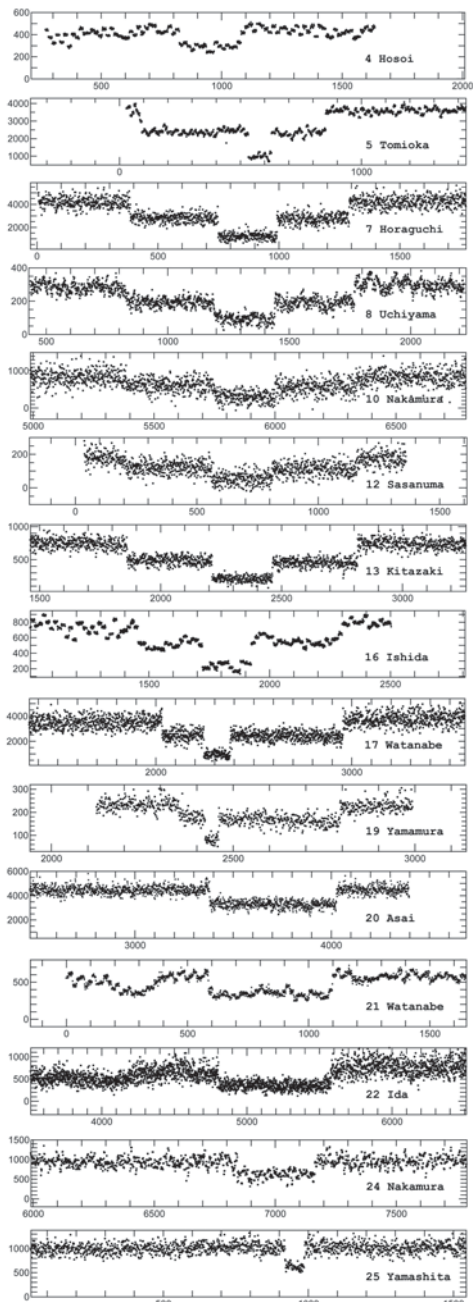 600
400
200
0
4 Hosoi
500 1000 1500 2000
4000
3000
2000
1000
5 Tomioka
0 1000
4000
2000
0
7 Horaguchi
0 500 1000 1500
400
200
0
8 Uchiyama
500 1000 1500 2000
1000
500
0
10 Nakamura
5000 5500 6000 6500
200
100
0
12 Sasanuma
0 500 1000 1500
1000
500
13 Kitazaki
1500 2000 2500 3000
800
600
400
200
16 Ishida
1500 2000 2500
4000
2000
17 Watanabe
2000 3000
300
200
100
19 Yamamura
2000 2500 3000
6000
4000
2000
20 Asai
3000 4000
500
0
21 Watanabe
0 500 1000 1500
1000
500
0
22 Ida
4000 5000 6000
1500
1000
500
0
24 Nakamura
6000 6500 7000 7500
1000
500
0
25 Yamashita